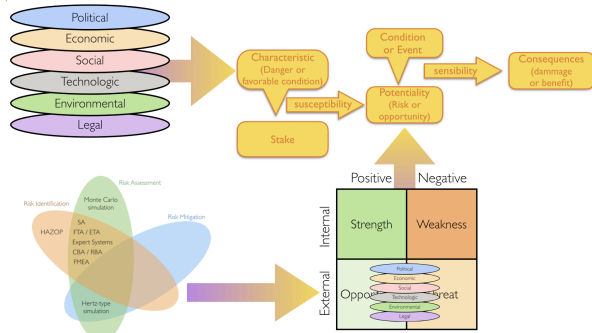 Political
Economic
Social
Technologic
Environmental
Legal
Characteristic
(Danger or
favorable condition)
susceptibility
Stake
Condition
or Event
Potentiality
(Risk or
opportunity)
sensibility
Consequences
(dammage
or benefit)
Risk Assessment
Risk Identification
Risk Mitigation
Monte Carlo
simulation
HAZOP
SA
FTA / ETA
Expert Systems
CBA / RBA
FMEA
Hertz-type
simulation
Positive
Negative
Internal
External
Strength
Weakness
Political
Economic
Social
Technologic
Environmental
Legal